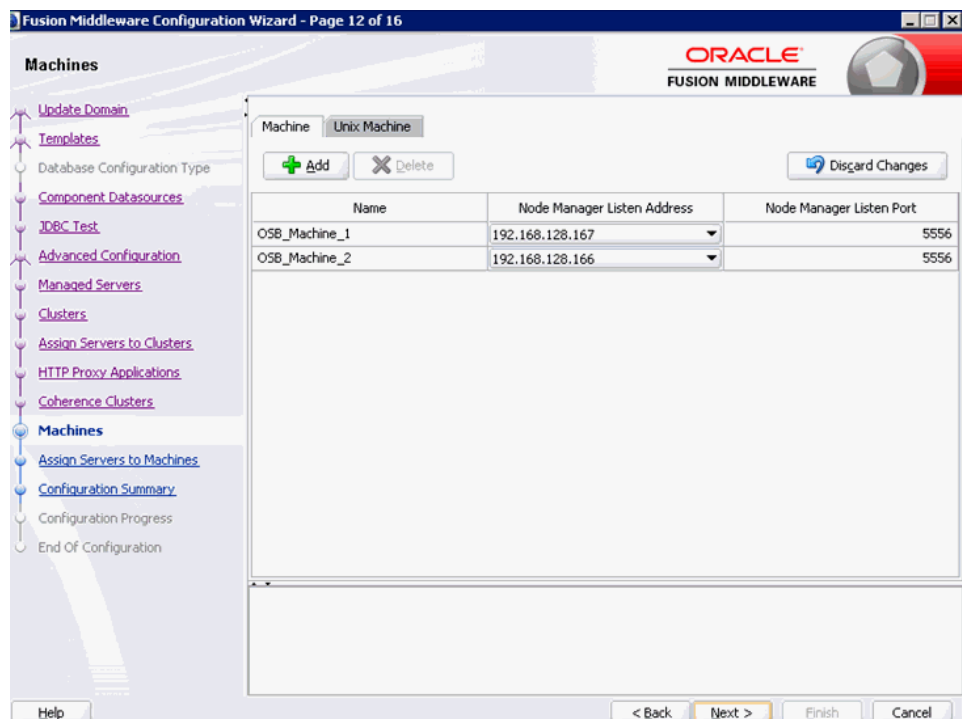 Fusion Middleware Configuration Wizard - Page 12 of 16
Machines
ORACLE
FUSION MIDDLEWARE
Update Domain
Templates
Database Configuration Type
Component Datasources
JDBC Test
Advanced Configuration
Managed Servers
Clusters
Assign Servers to Clusters
HTTP Proxy Applications
Coherence Clusters
Machines
Assign Servers to Machines
Configuration Summary
Configuration Progress
End Of Configuration
Machine Unix Machine
Add Delete Discard Changes
Name Node Manager Listen Address Node Manager Listen Port
OSB_Machine_1 192.168.128.167 5556
OSB_Machine_2 192.168.128.166 5556
Help < Back Next > Finish Cancel